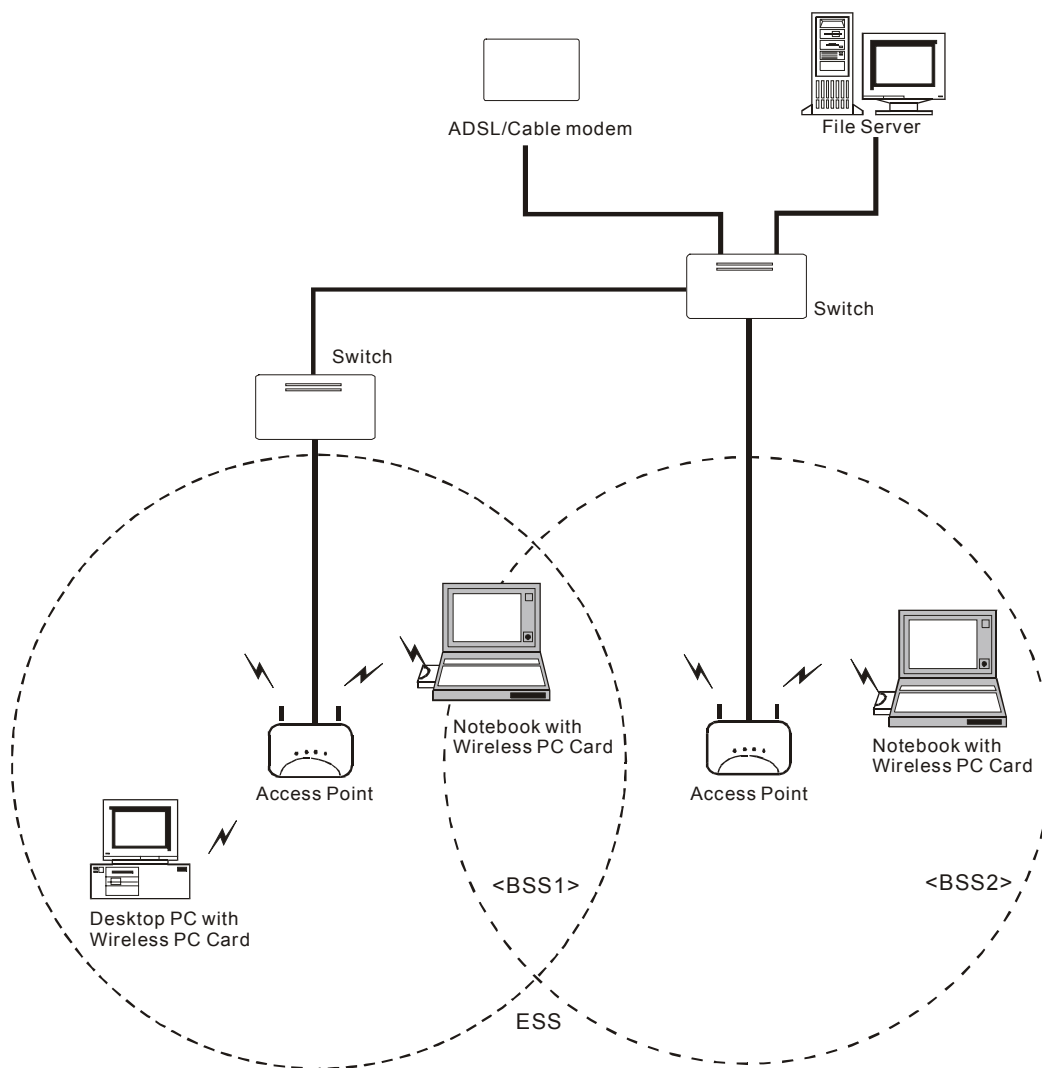 ADSL/Cable modem
File Server
Switch
Switch
Notebook with
Wireless PC Card
Notebook with
Wireless PC Card
Access Point
Access Point
<BSS1>
<BSS2>
Desktop PC with
Wireless PC Card
ESS